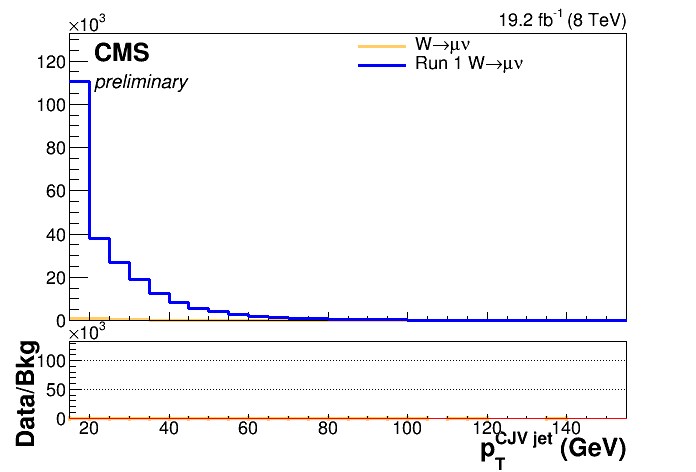 ×10³
19.2 fb⁻¹ (8 TeV)
CMS
preliminary
W→μν
Run 1 W→μν
120
100
80
60
40
20
0
×10³
Data/Bkg
100
50
0
20 40 60 80 100 120 140
p_T^CJV jet (GeV)